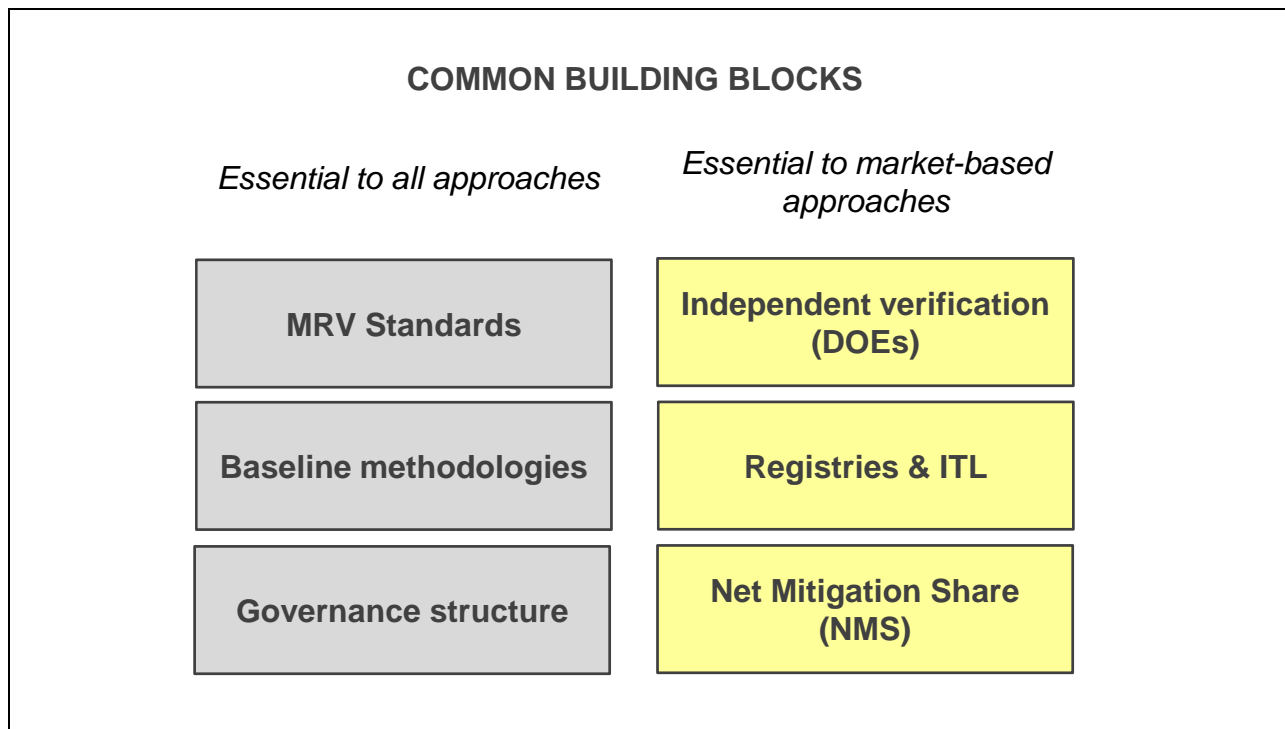 COMMON BUILDING BLOCKS
Essential to all approaches
Essential to market-based
approaches
MRV Standards
Independent verification
(DOEs)
Baseline methodologies
Registries & ITL
Governance structure
Net Mitigation Share
(NMS)